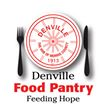 DENVILLE
1913
Denville
Food Pantry
Feeding Hope